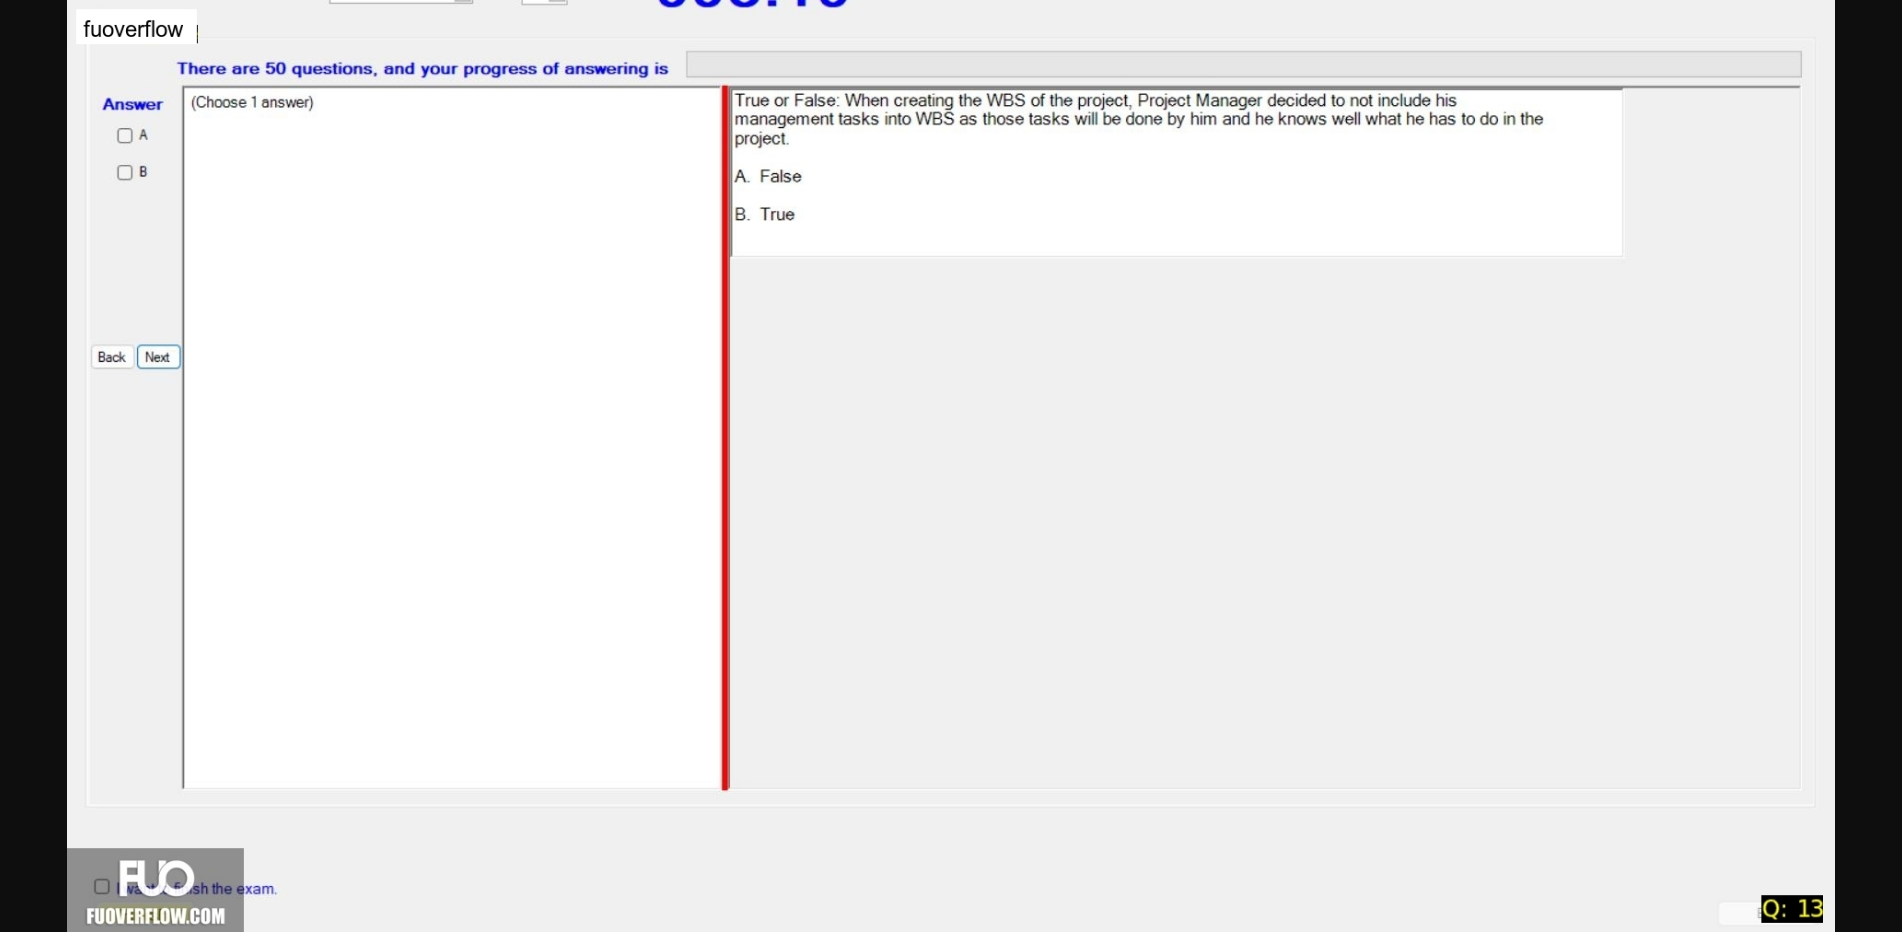 fuoverflow
There are 50 questions, and your progress of answering is
Answer
(Choose 1 answer)
A
B
Back
Next
True or False: When creating the WBS of the project, Project Manager decided to not include his
management tasks into WBS as those tasks will be done by him and he knows well what he has to do in the
project.
A. False
B. True
FUO
sh the exam.
FUOVERFLOW.COM
Q: 13